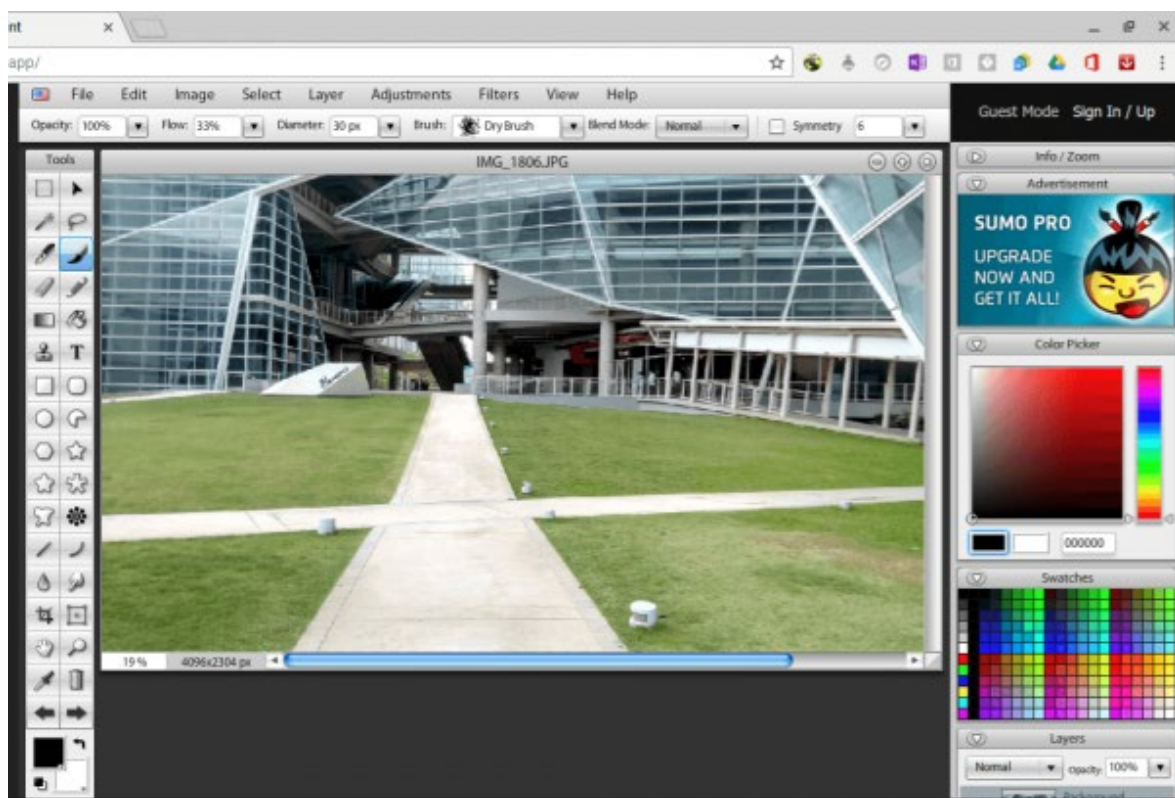 nt
app/
File Edit Image Select Layer Adjustments Filters View Help
Guest Mode Sign In / Up
Opacity: 100% Flow: 33% Diameter: 30 px Brush: Dry Brush Blend Mode: Normal Symmetry 6
Tools
IMG_1806.JPG
Info / Zoom
Advertisement
SUMO PRO
UPGRADE
NOW AND
GET IT ALL!
Color Picker
T
000000
Swatches
19 % 4096x2304 px
Layers
Normal Opacity: 100%
Background